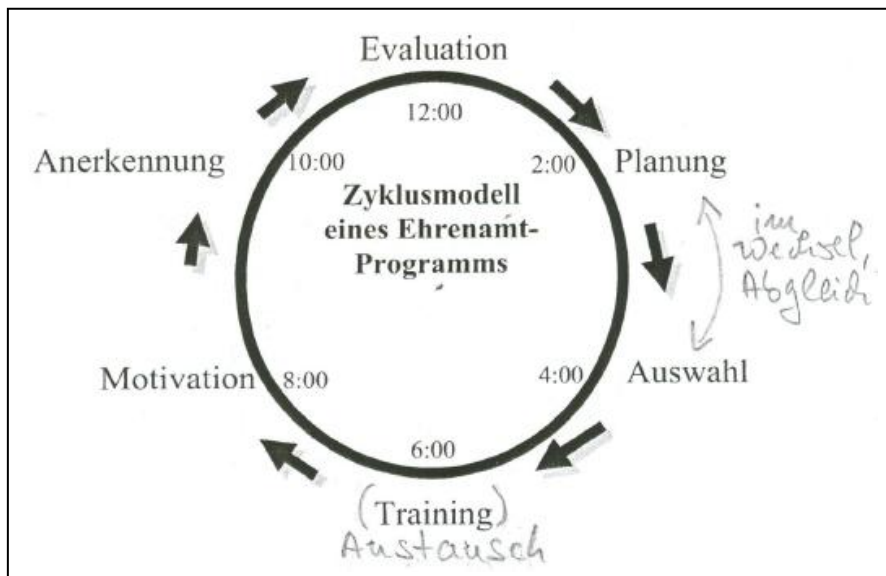 Evaluation
12:00
Anerkennung
10:00
2:00
Planung
Zyklusmodell
eines Ehrenamt-
Programms
im
Wechsel,
Abgleich
Motivation
8:00
4:00
Auswahl
6:00
(Training)
Austausch